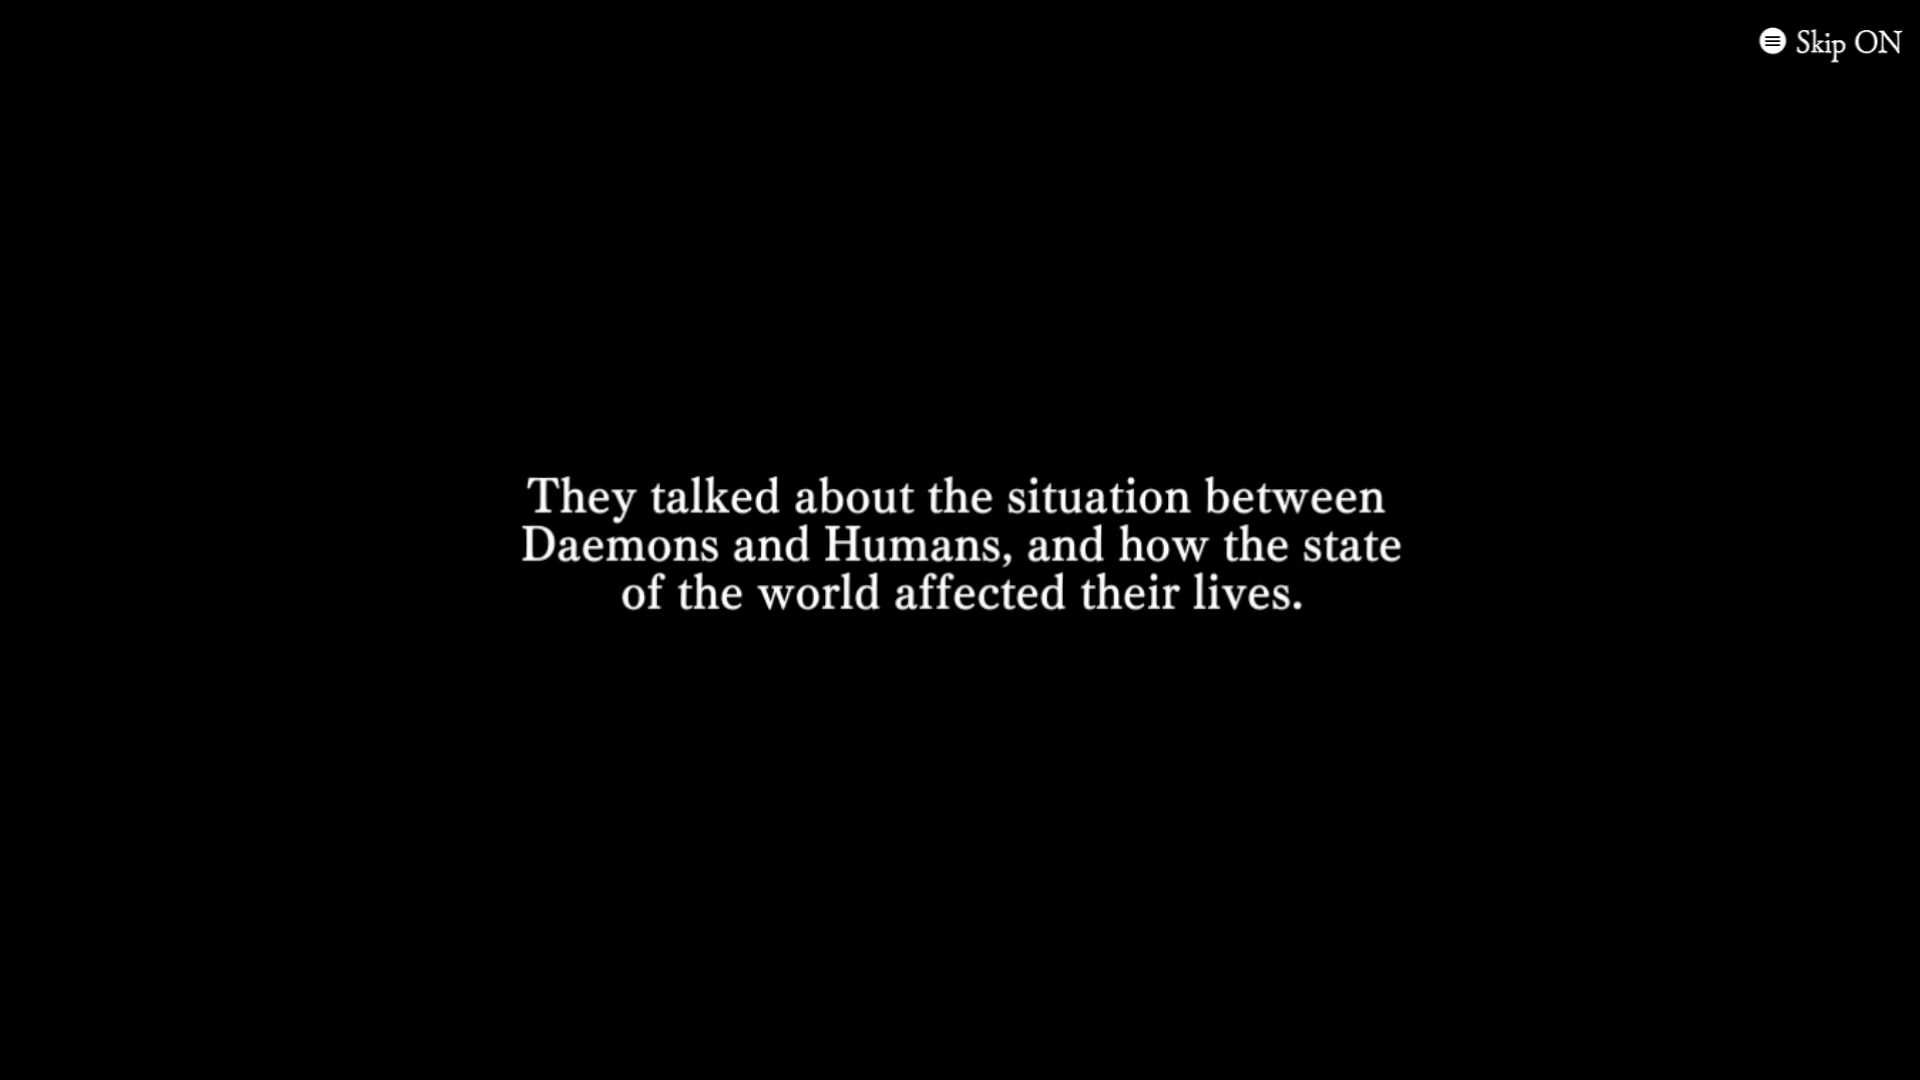 Skip ON
They talked about the situation between
Daemons and Humans, and how the state
of the world affected their lives.